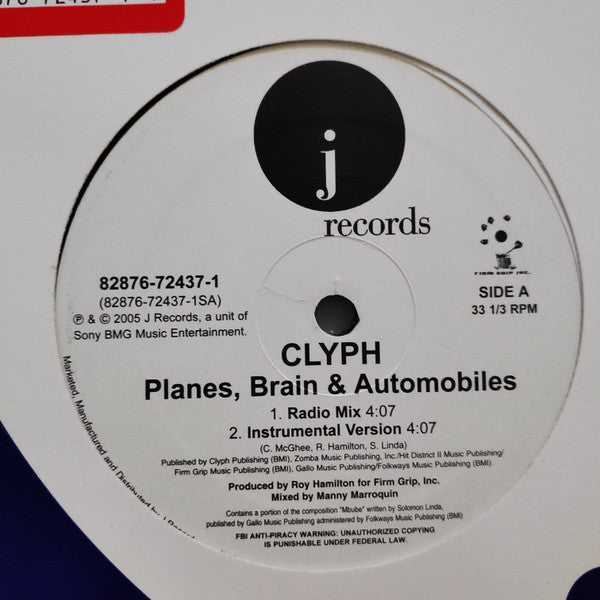 j
records
82876-72437-1
(82876-72437-1SA)
℗ & © 2005 J Records, a unit of
Sony BMG Music Entertainment.
FIRM GRIP INC.
SIDE A
33 1/3 RPM
CLYPH
Planes, Brain & Automobiles
1. Radio Mix 4:07
2. Instrumental Version 4:07
(C. McGhee, R. Hamilton, S. Linda)
Published by Clyph Publishing (BMI), Zomba Music Publishing, Inc./Hit District II Music Publishing/
Firm Grip Music Publishing (BMI), Gallo Music Publishing/Folkways Music Publishing (BMI)
Produced by Roy Hamilton for Firm Grip, Inc.
Mixed by Manny Marroquin
Contains a portion of the composition "Mbube" written by Solomon Linda,
published by Gallo Music Publishing administered by Folkways Music Publishing (BMI)
FBI ANTI-PIRACY WARNING: UNAUTHORIZED COPYING
IS PUNISHABLE UNDER FEDERAL LAW.
Marketed, Manufactured and Distributed by